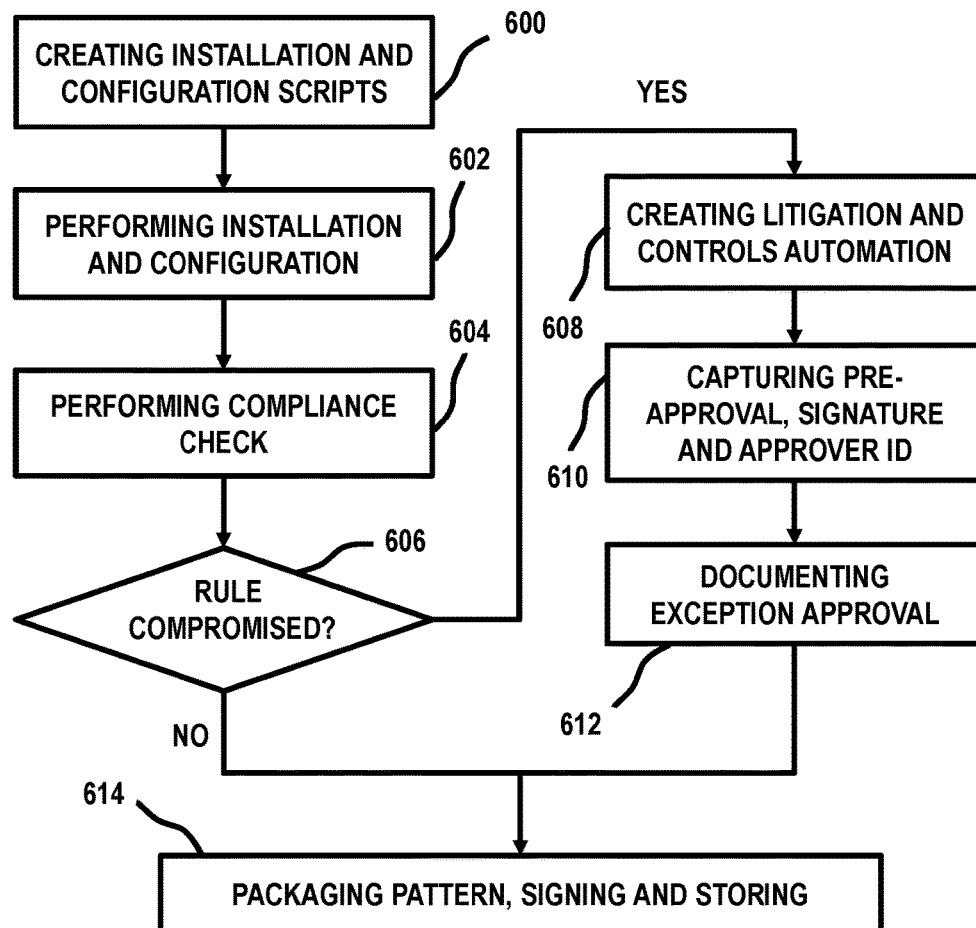 600
CREATING INSTALLATION AND
CONFIGURATION SCRIPTS
602
PERFORMING INSTALLATION
AND CONFIGURATION
604
PERFORMING COMPLIANCE
CHECK
606
RULE
COMPROMISED?
YES
CREATING LITIGATION AND
CONTROLS AUTOMATION
608
CAPTURING PRE-
APPROVAL, SIGNATURE
AND APPROVER ID
610
DOCUMENTING
EXCEPTION APPROVAL
612
NO
614
PACKAGING PATTERN, SIGNING AND STORING